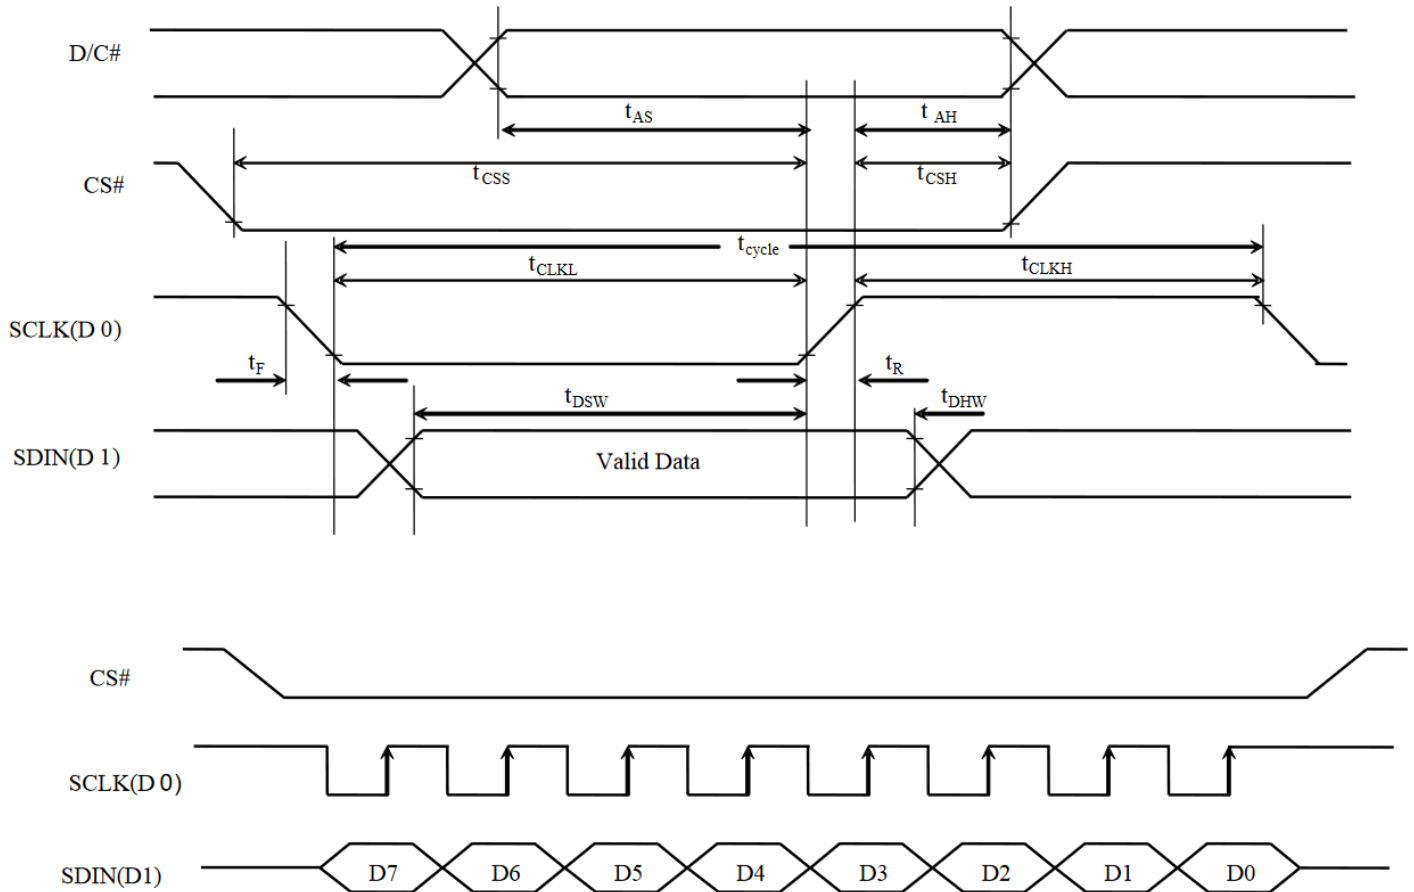 D/C#
tAS
t AH
CS#
tCSS
tCSH
tcycle
tCLKL
tCLKH
SCLK(D 0)
tF
tR
tDSW
tDHW
SDIN(D 1)
Valid Data
CS#
SCLK(D 0)
SDIN(D1)
D7 D6 D5 D4 D3 D2 D1 D0